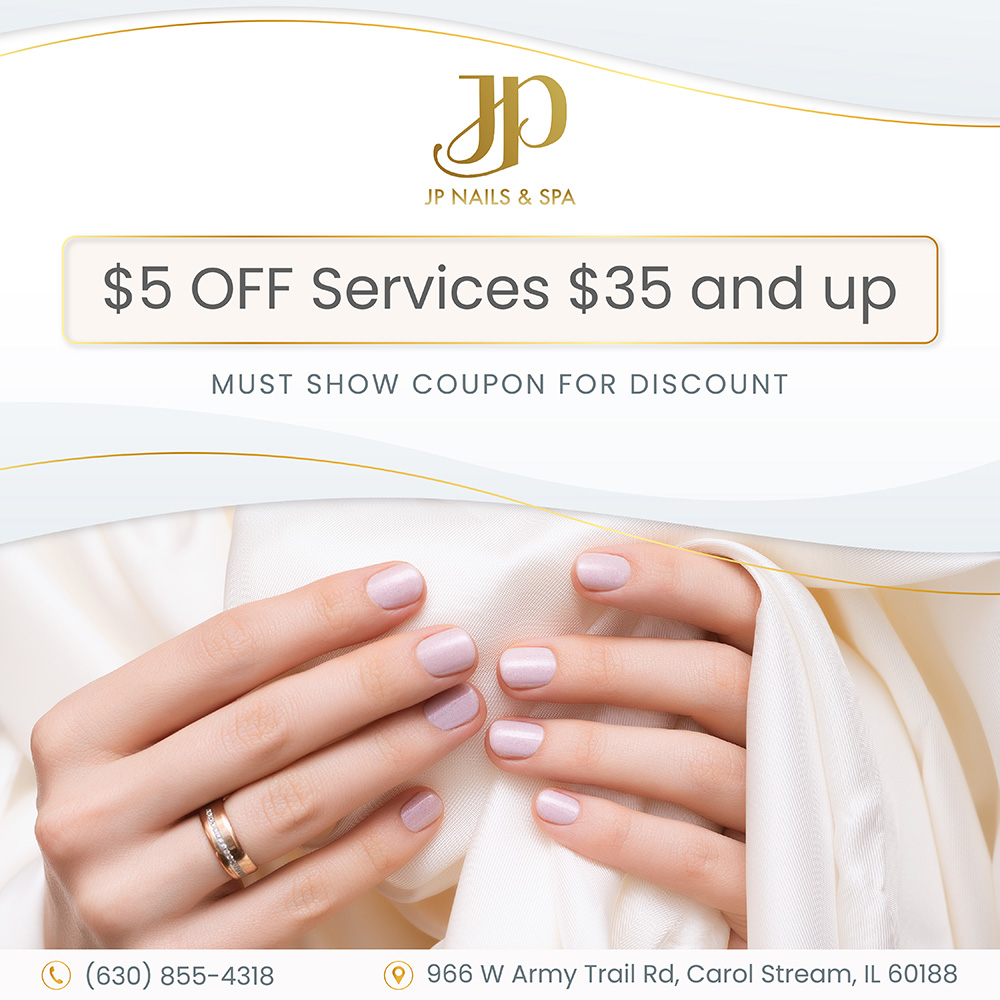 JP
JP NAILS & SPA
$5 OFF Services $35 and up
MUST SHOW COUPON FOR DISCOUNT
(630) 855-4318
966 W Army Trail Rd, Carol Stream, IL 60188